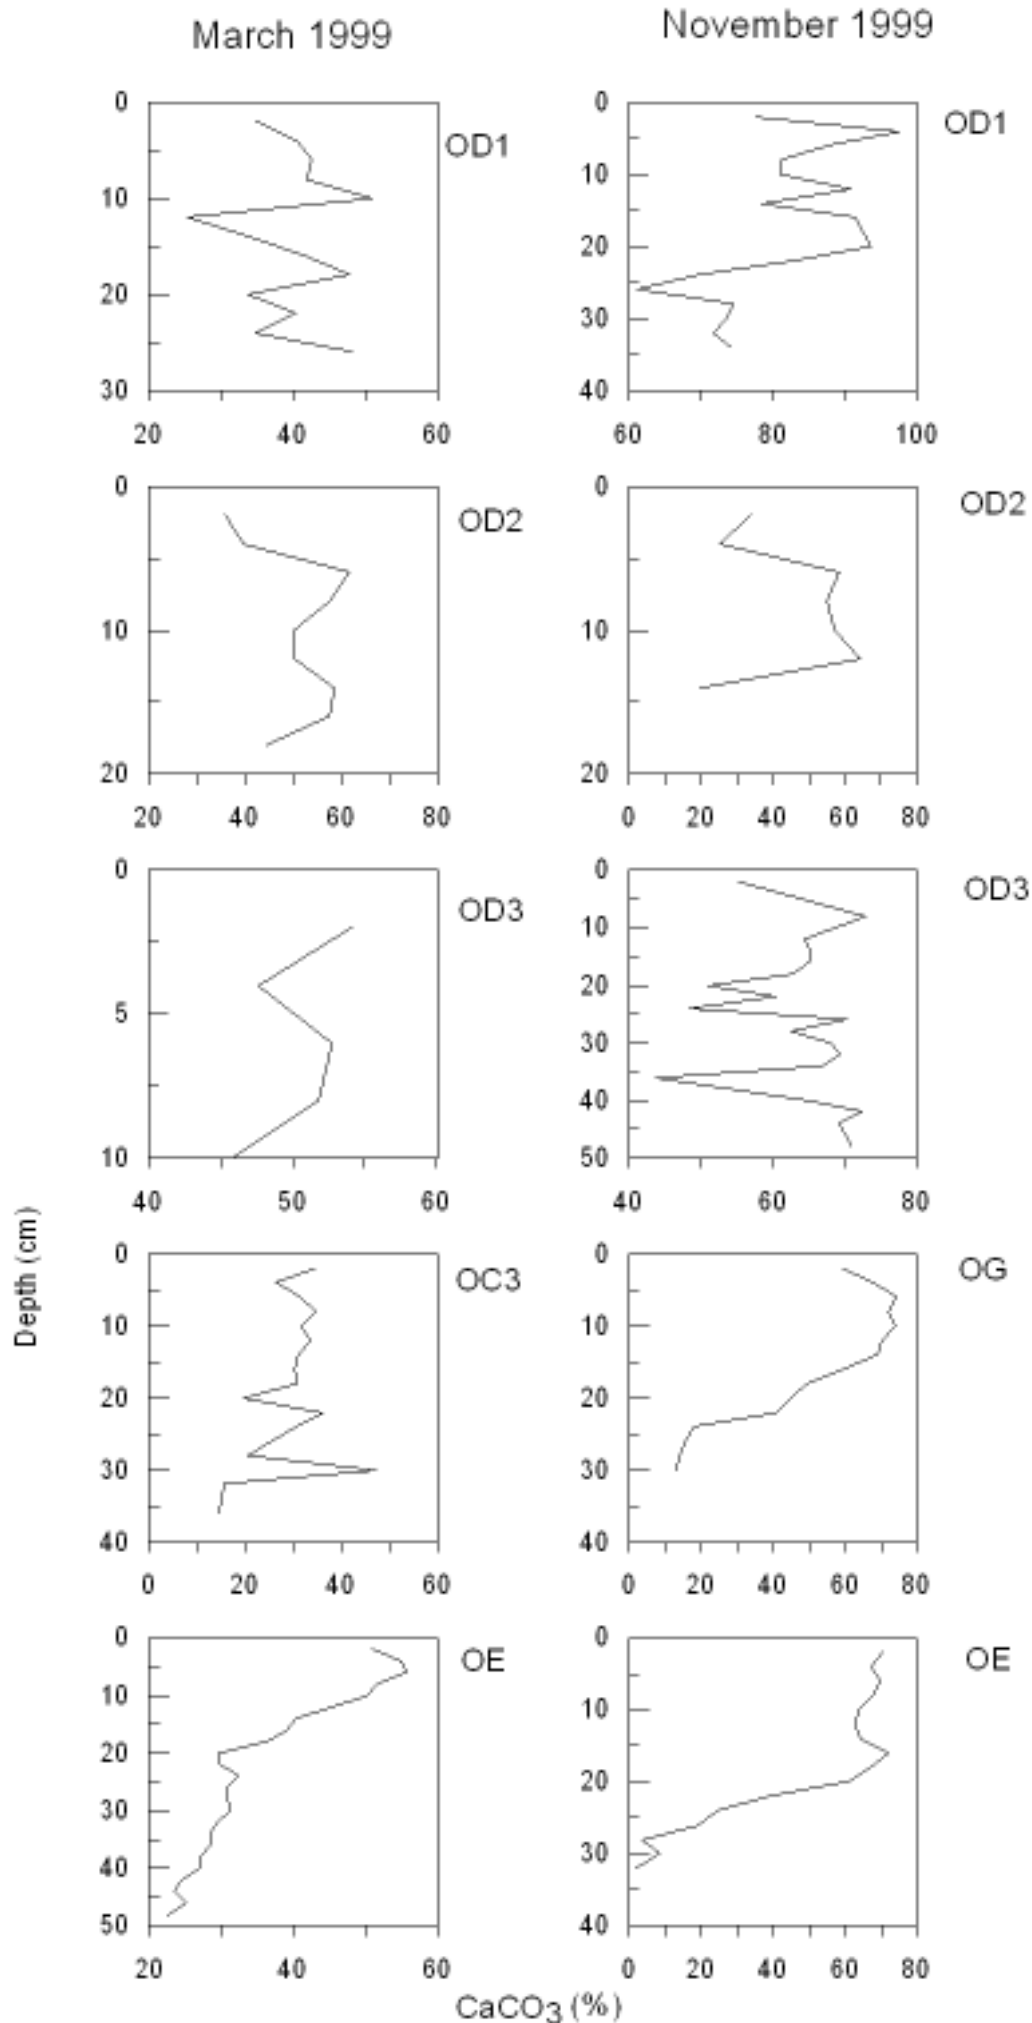 March 1999 November 1999
0 0
OD1 OD1
10 10
20 20
30
30 40
20 40 60 60 80 100
0 0
OD2 OD2
10 10
20 20
20 40 60 80 0 20 40 60 80
0 0
OD3 OD3
10
20
5
30
40
10 50
40 50 60 40 60 80
Depth (cm)
0 0
OC3 OG
10 10
20 20
30 30
40 40
0 20 40 60 0 20 40 60 80
0 0
OE OE
10 10
20 20
30 30
40
50 40
20 40 60 0 20 40 60 80
CaCO3 (%)